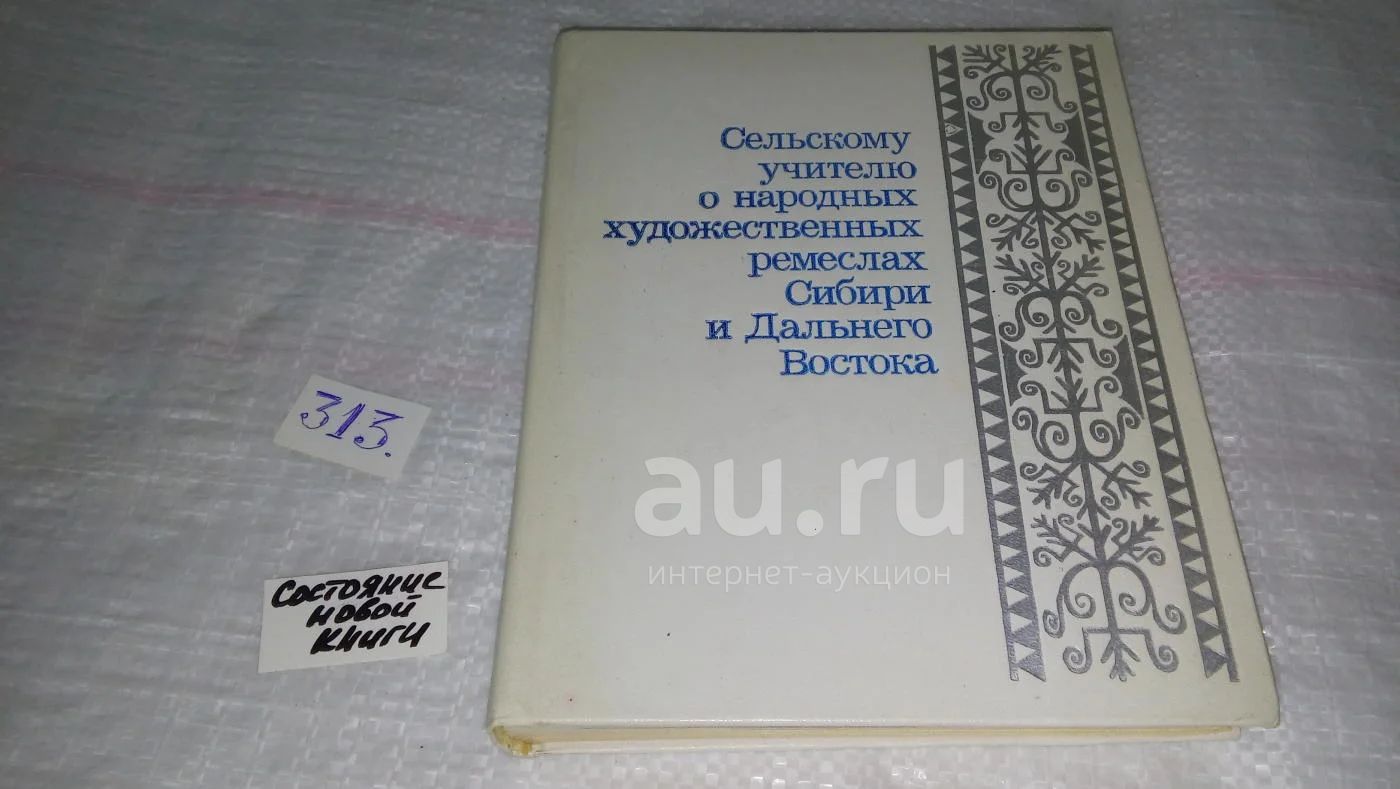 Сельскому
учителю
о народных
художественных
ремеслах
Сибири
и Дальнего
Востока
313.
Состояние
новой
книги
au.ru
интернет-аукцион